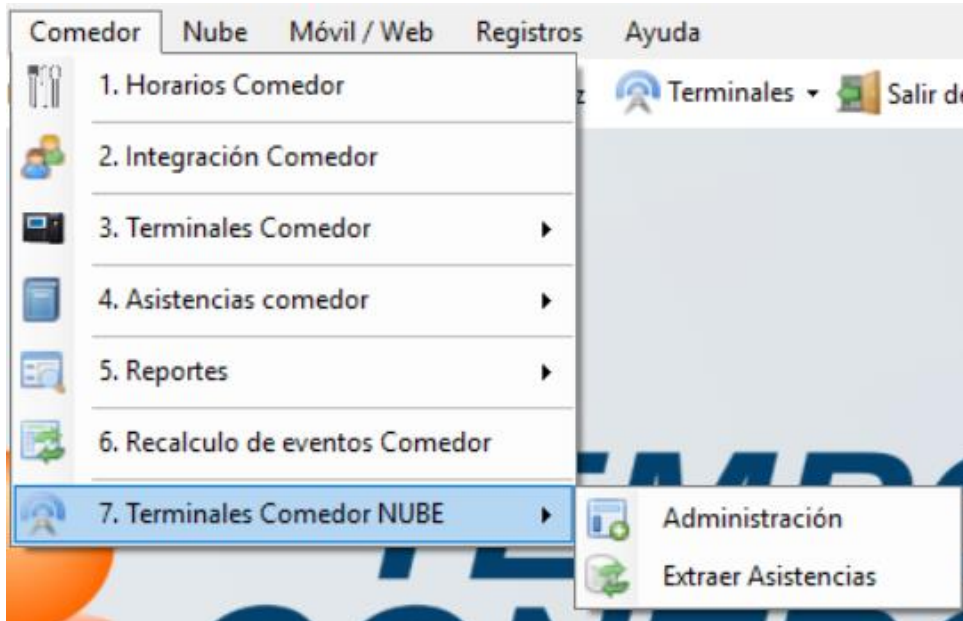 Comedor Nube Móvil / Web Registros Ayuda
Terminales Salir
1. Horarios Comedor
2. Integración Comedor
3. Terminales Comedor
4. Asistencias comedor
5. Reportes
6. Recalculo de eventos Comedor
7. Terminales Comedor NUBE
Administración
Extraer Asistencias